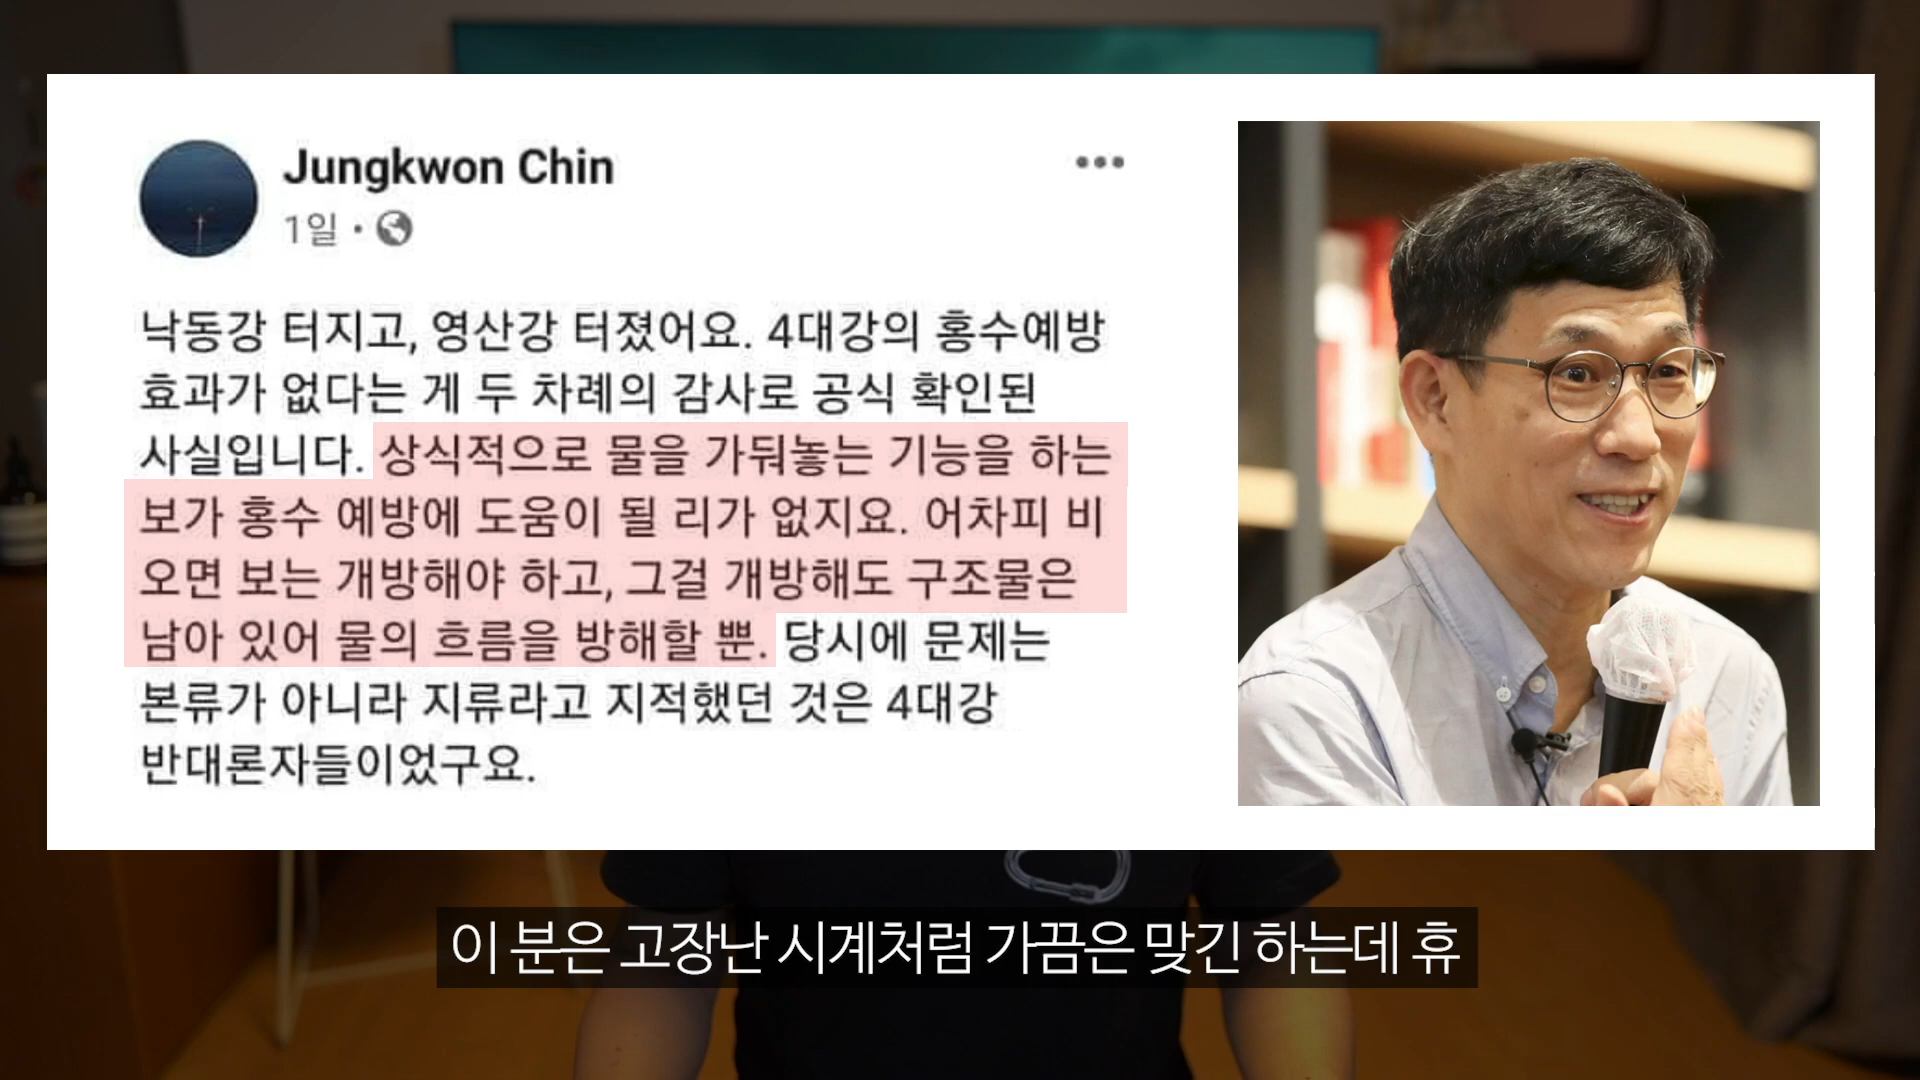 Jungkwon Chin
1일 ·
낙동강 터지고, 영산강 터졌어요. 4대강의 홍수예방
효과가 없다는 게 두 차례의 감사로 공식 확인된
사실입니다. 상식적으로 물을 가둬놓는 기능을 하는
보가 홍수 예방에 도움이 될 리가 없지요. 어차피 비
오면 보는 개방해야 하고, 그걸 개방해도 구조물은
남아 있어 물의 흐름을 방해할 뿐. 당시에 문제는
본류가 아니라 지류라고 지적했던 것은 4대강
반대론자들이었구요.
이 분은 고장난 시계처럼 가끔은 맞긴 하는데 휴